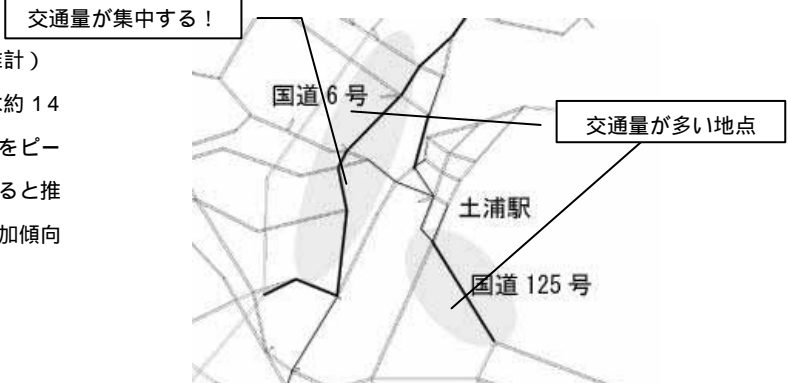 交通量が集中する！
計）
約 14
をピー
ると推
加傾向
国道 6 号
交通量が多い地点
土浦駅
国道 125 号